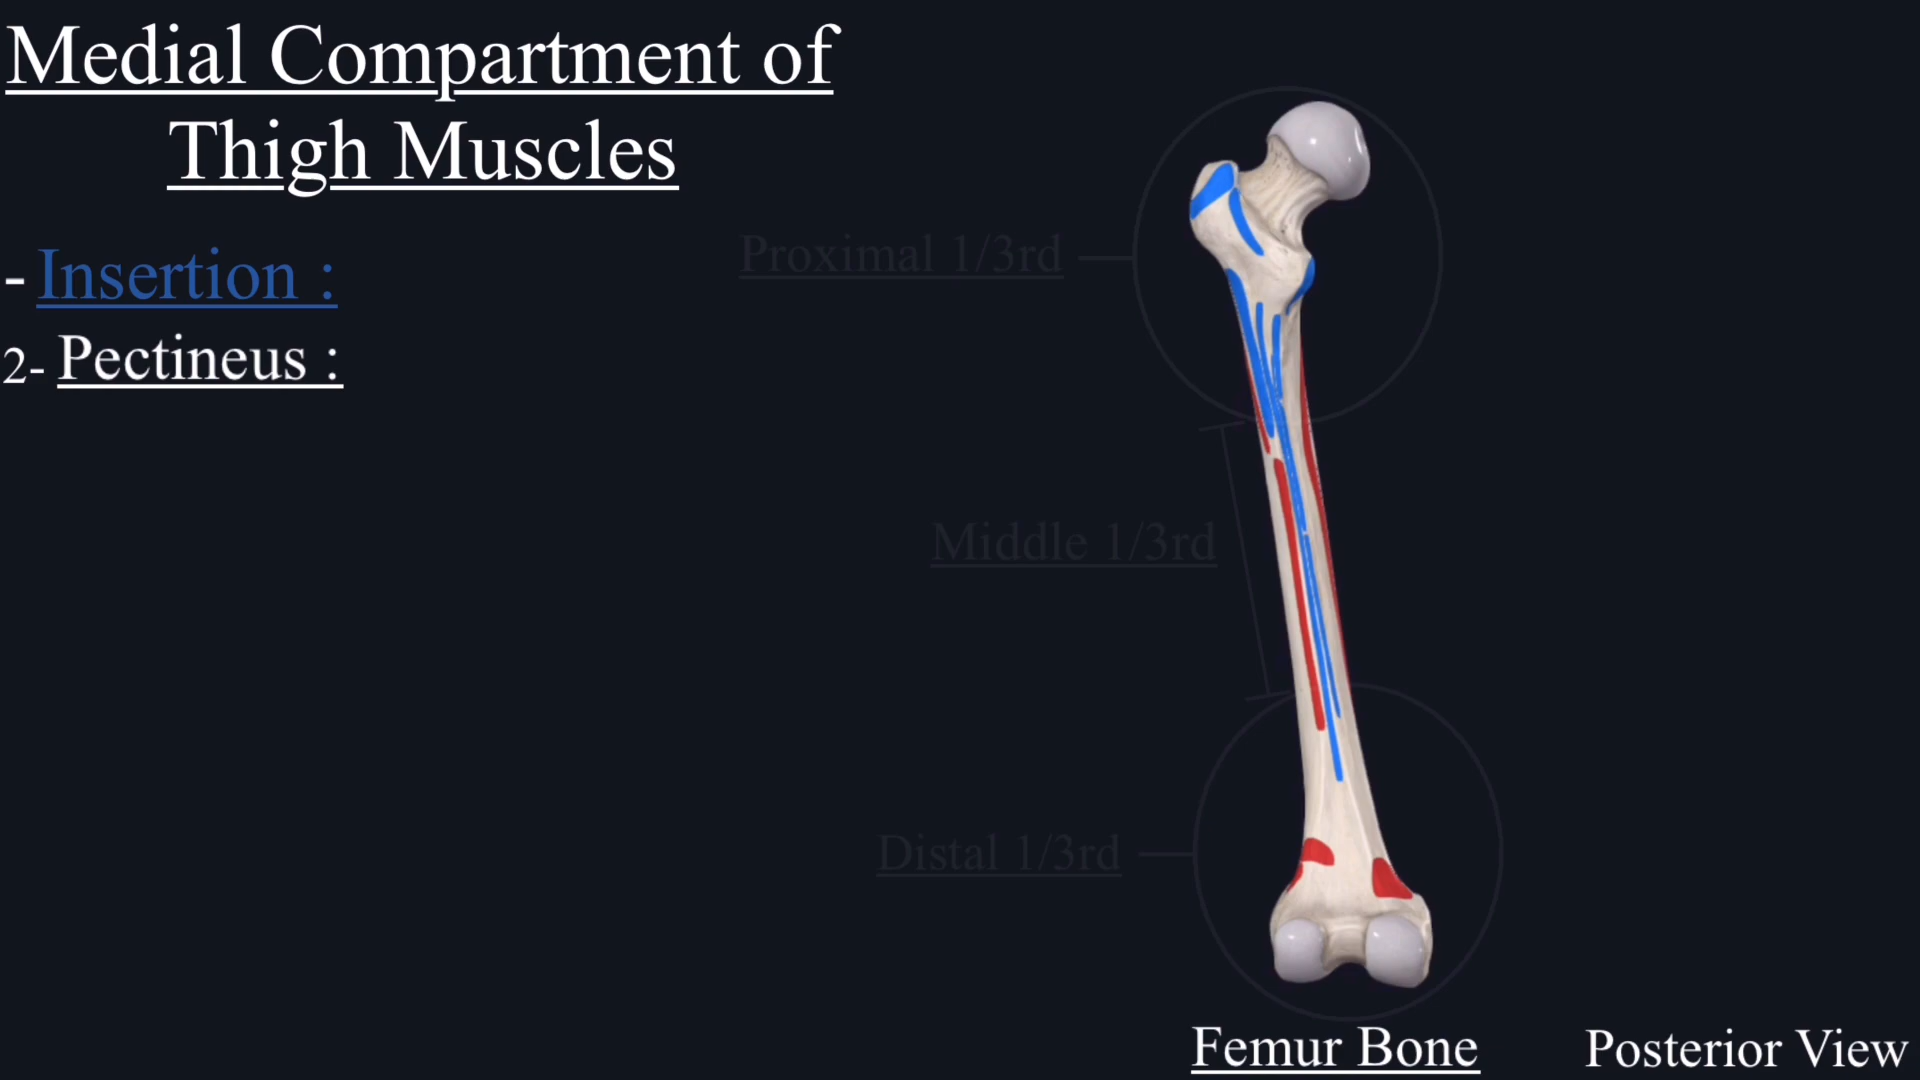 Medial Compartment of
Thigh Muscles
- Insertion :
2- Pectineus :
Proximal 1/3rd
Middle 1/3rd
Distal 1/3rd
Femur Bone
Posterior View